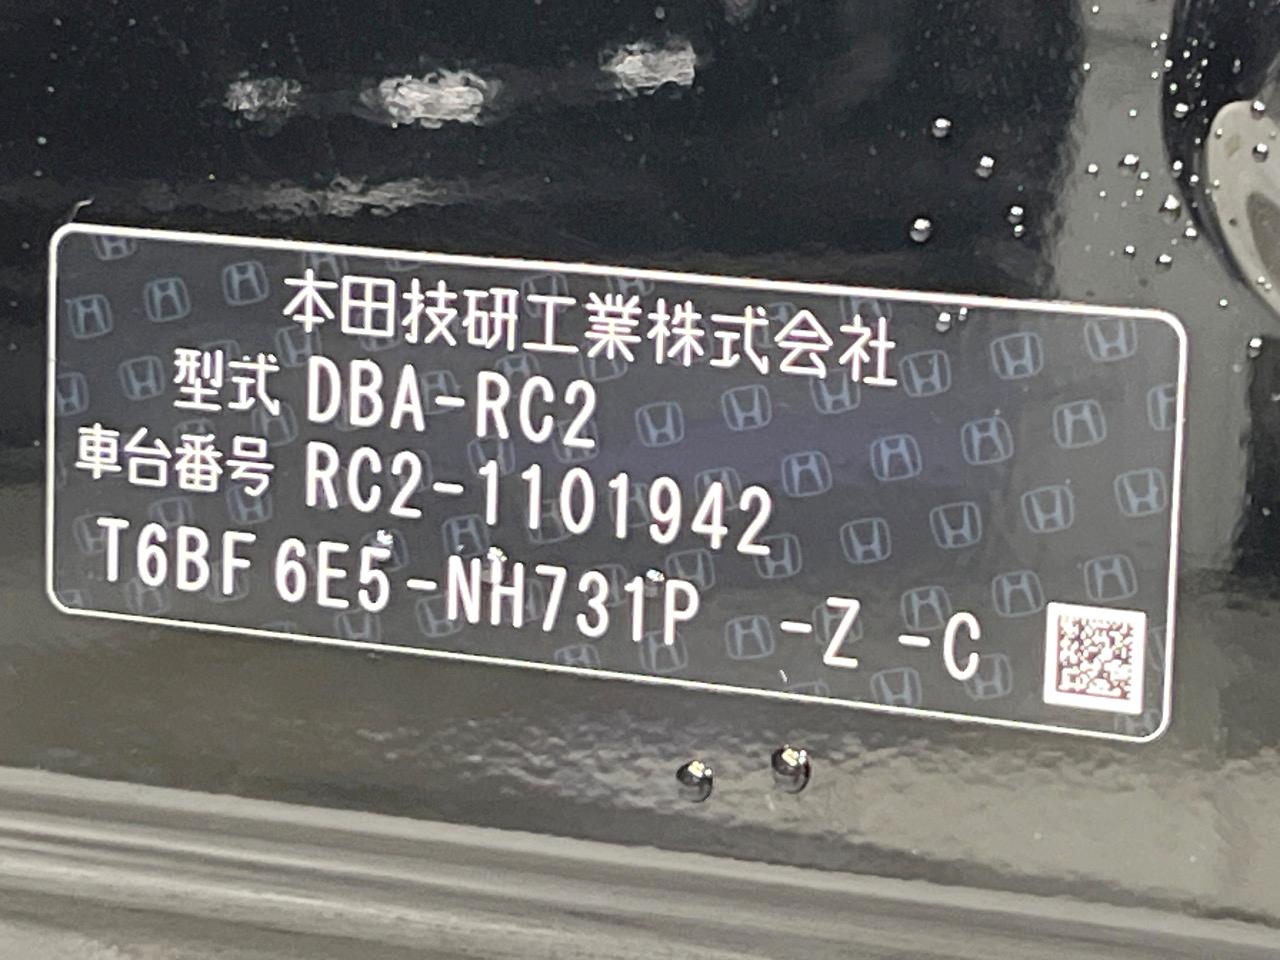 本田技研工業株式会社
型式 DBA-RC2
車台番号 RC2-1101942
T6BF 6E5-NH731P -Z -C